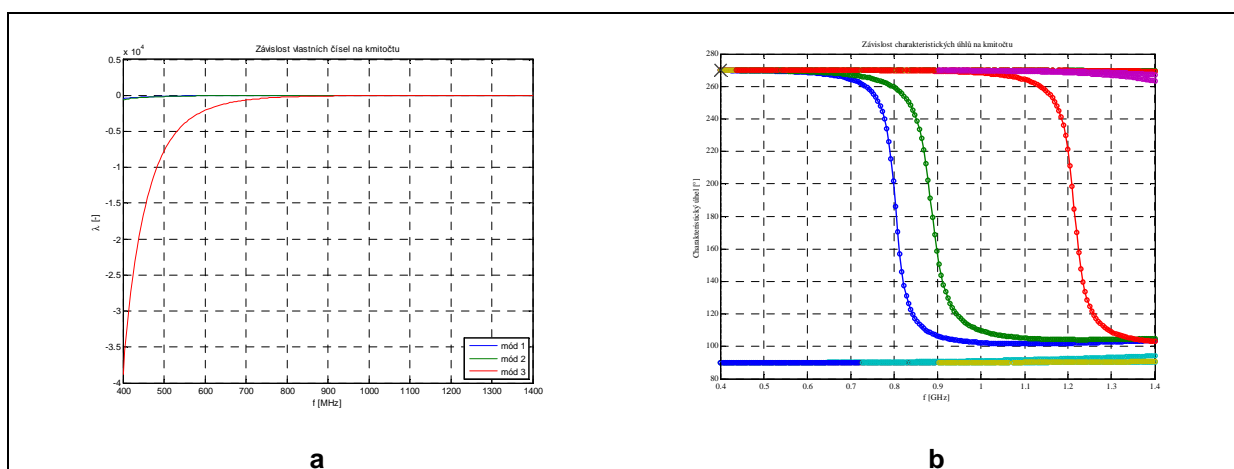 Závislost vlastních čísel na kmitočtu
x 10⁴
0.5
0
-0.5
-1
-1.5
-2
-2.5
-3
-3.5
-4
λ [-]
400 500 600 700 800 900 1000 1100 1200 1300 1400
f [MHz]
mód 1
mód 2
mód 3
a
Závislost charakteristických úhlů na kmitočtu
280
260
240
220
200
180
160
140
120
100
80
Charakteristický úhel [°]
0.4 0.5 0.6 0.7 0.8 0.9 1 1.1 1.2 1.3 1.4
f [GHz]
b